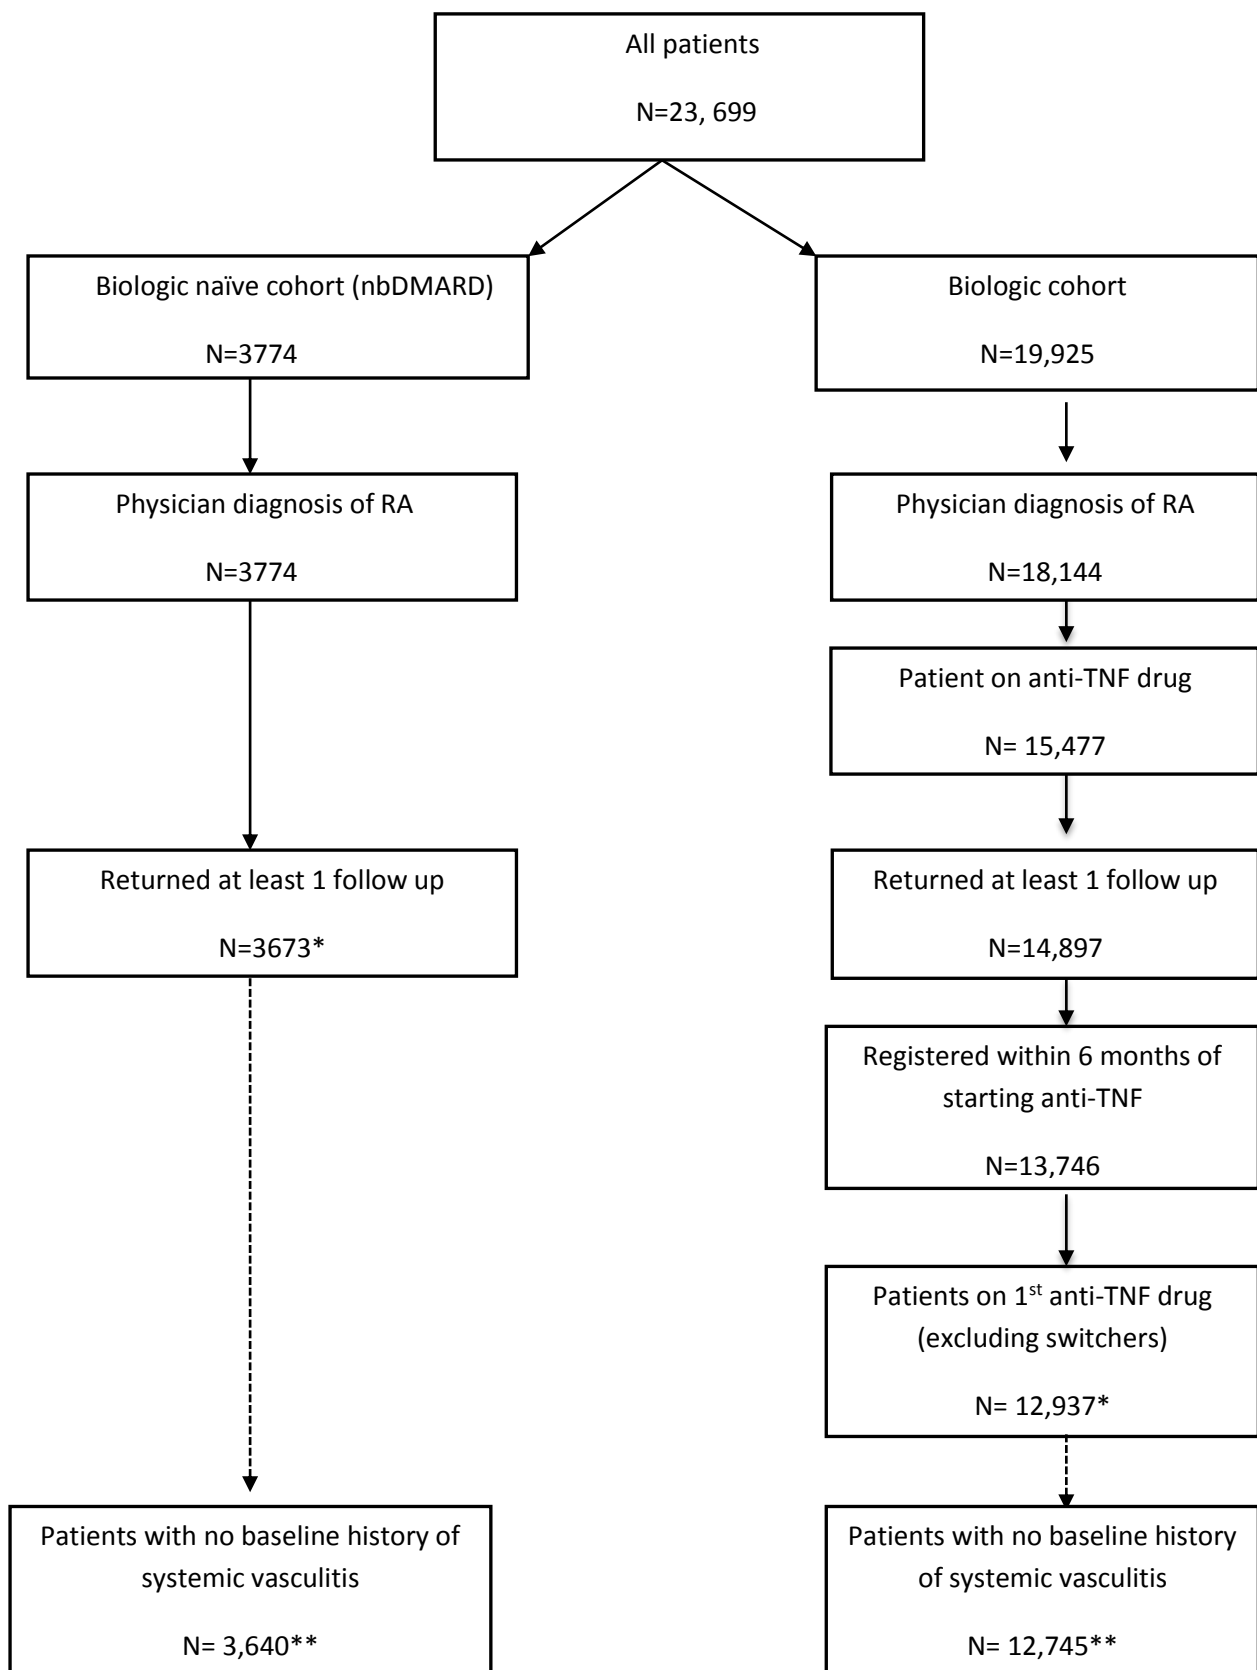 All patients
N=23, 699
Biologic naïve cohort (nbDMARD)
N=3774
Biologic cohort
N=19,925
Physician diagnosis of RA
N=3774
Physician diagnosis of RA
N=18,144
Patient on anti-TNF drug
N= 15,477
Returned at least 1 follow up
N=3673*
Returned at least 1 follow up
N=14,897
Registered within 6 months of
starting anti-TNF
N=13,746
Patients on 1st anti-TNF drug
(excluding switchers)
N= 12,937*
Patients with no baseline history of
systemic vasculitis
N= 3,640**
Patients with no baseline history
of systemic vasculitis
N= 12,745**